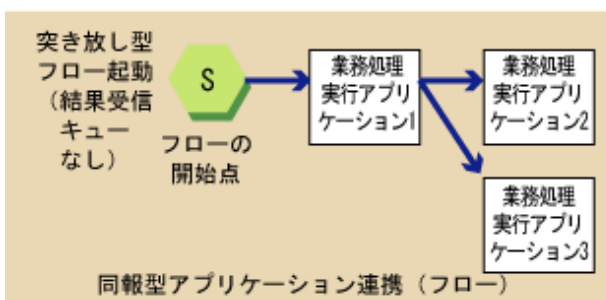 突き放し型
フロー起動
(結果受信
キュー
なし)
S
フローの
開始点
業務処理
実行アプリ
ケーション1
業務処理
実行アプリ
ケーション2
業務処理
実行アプリ
ケーション3
同報型アプリケーション連携(フロー)